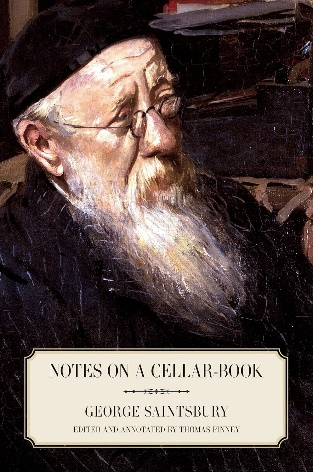 NOTES ON A CELLAR-BOOK
GEORGE SAINTSBURY
EDITED AND ANNOTATED BY THOMAS PINNEY